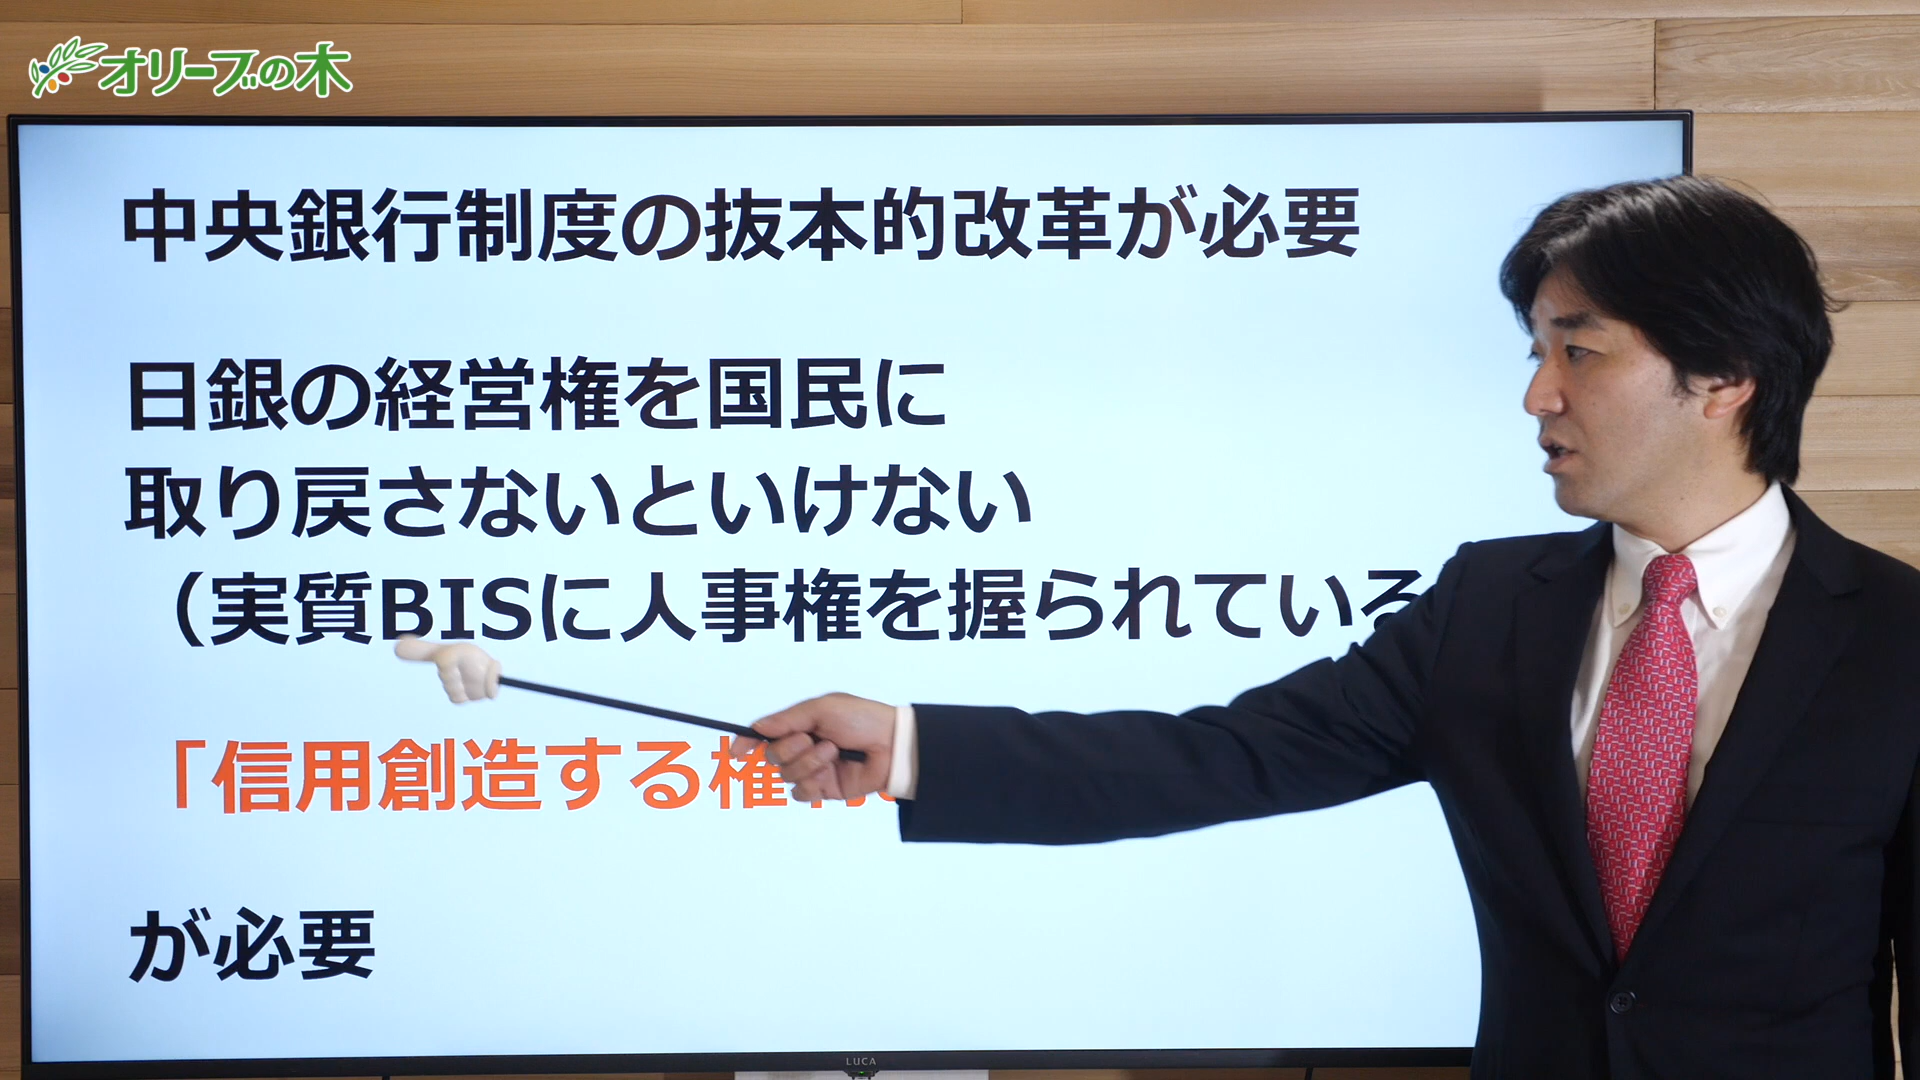 オリーブの木
中央銀行制度の抜本的改革が必要
日銀の経営権を国民に
取り戻さないといけない
（実質BISに人事権を握られている
「信用創造する権
が必要
LUCA